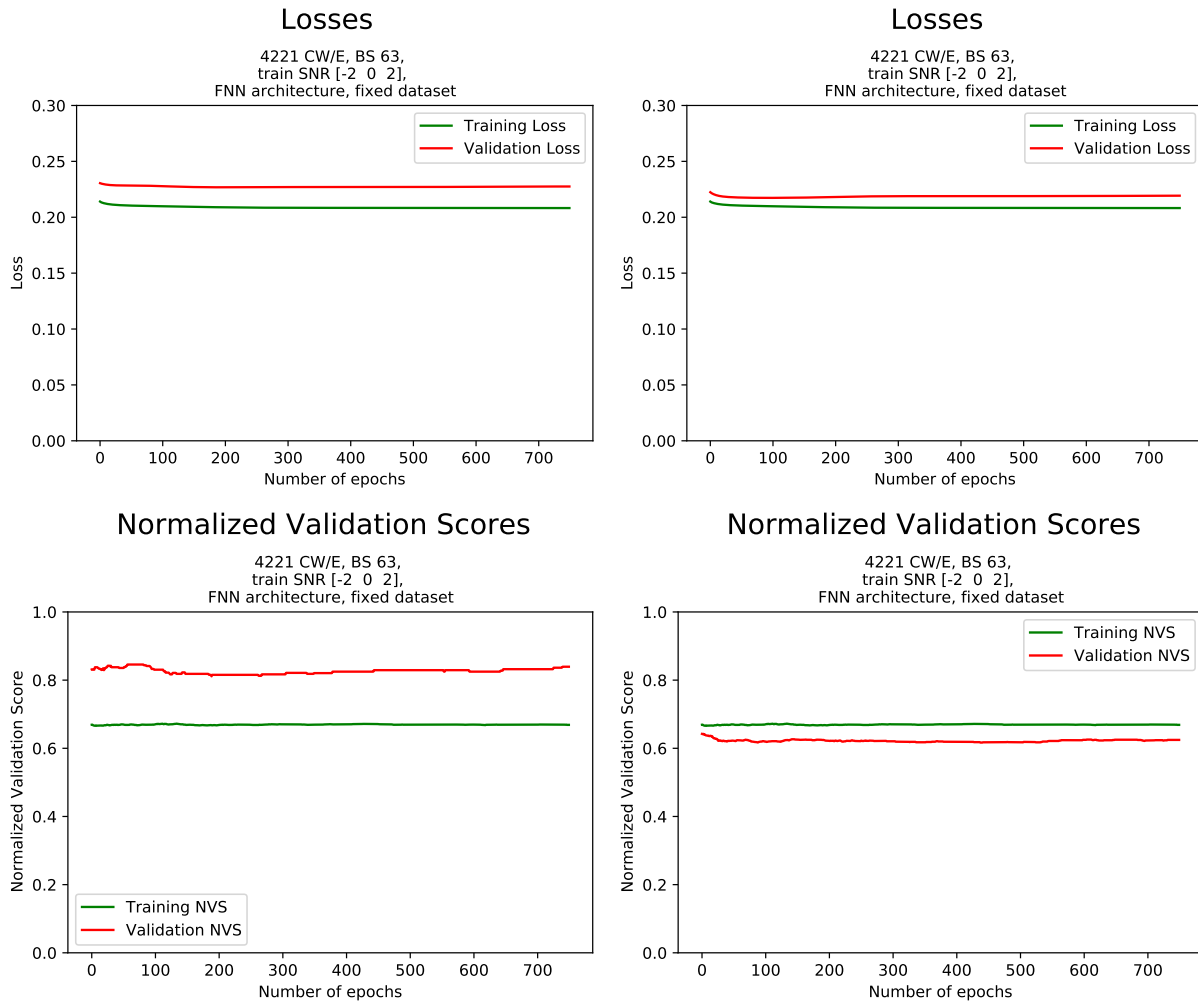 Losses
4221 CW/E, BS 63,
train SNR [-2  0  2],
FNN architecture, fixed dataset
0.30
0.25
0.20
0.15
0.10
0.05
0.00
Loss
Training Loss
Validation Loss
0 100 200 300 400 500 600 700
Number of epochs
Losses
4221 CW/E, BS 63,
train SNR [-2  0  2],
FNN architecture, fixed dataset
0.30
0.25
0.20
0.15
0.10
0.05
0.00
Loss
Training Loss
Validation Loss
0 100 200 300 400 500 600 700
Number of epochs
Normalized Validation Scores
4221 CW/E, BS 63,
train SNR [-2  0  2],
FNN architecture, fixed dataset
1.0
0.8
0.6
0.4
0.2
0.0
Normalized Validation Score
Training NVS
Validation NVS
0 100 200 300 400 500 600 700
Number of epochs
Normalized Validation Scores
4221 CW/E, BS 63,
train SNR [-2  0  2],
FNN architecture, fixed dataset
1.0
0.8
0.6
0.4
0.2
0.0
Normalized Validation Score
Training NVS
Validation NVS
0 100 200 300 400 500 600 700
Number of epochs